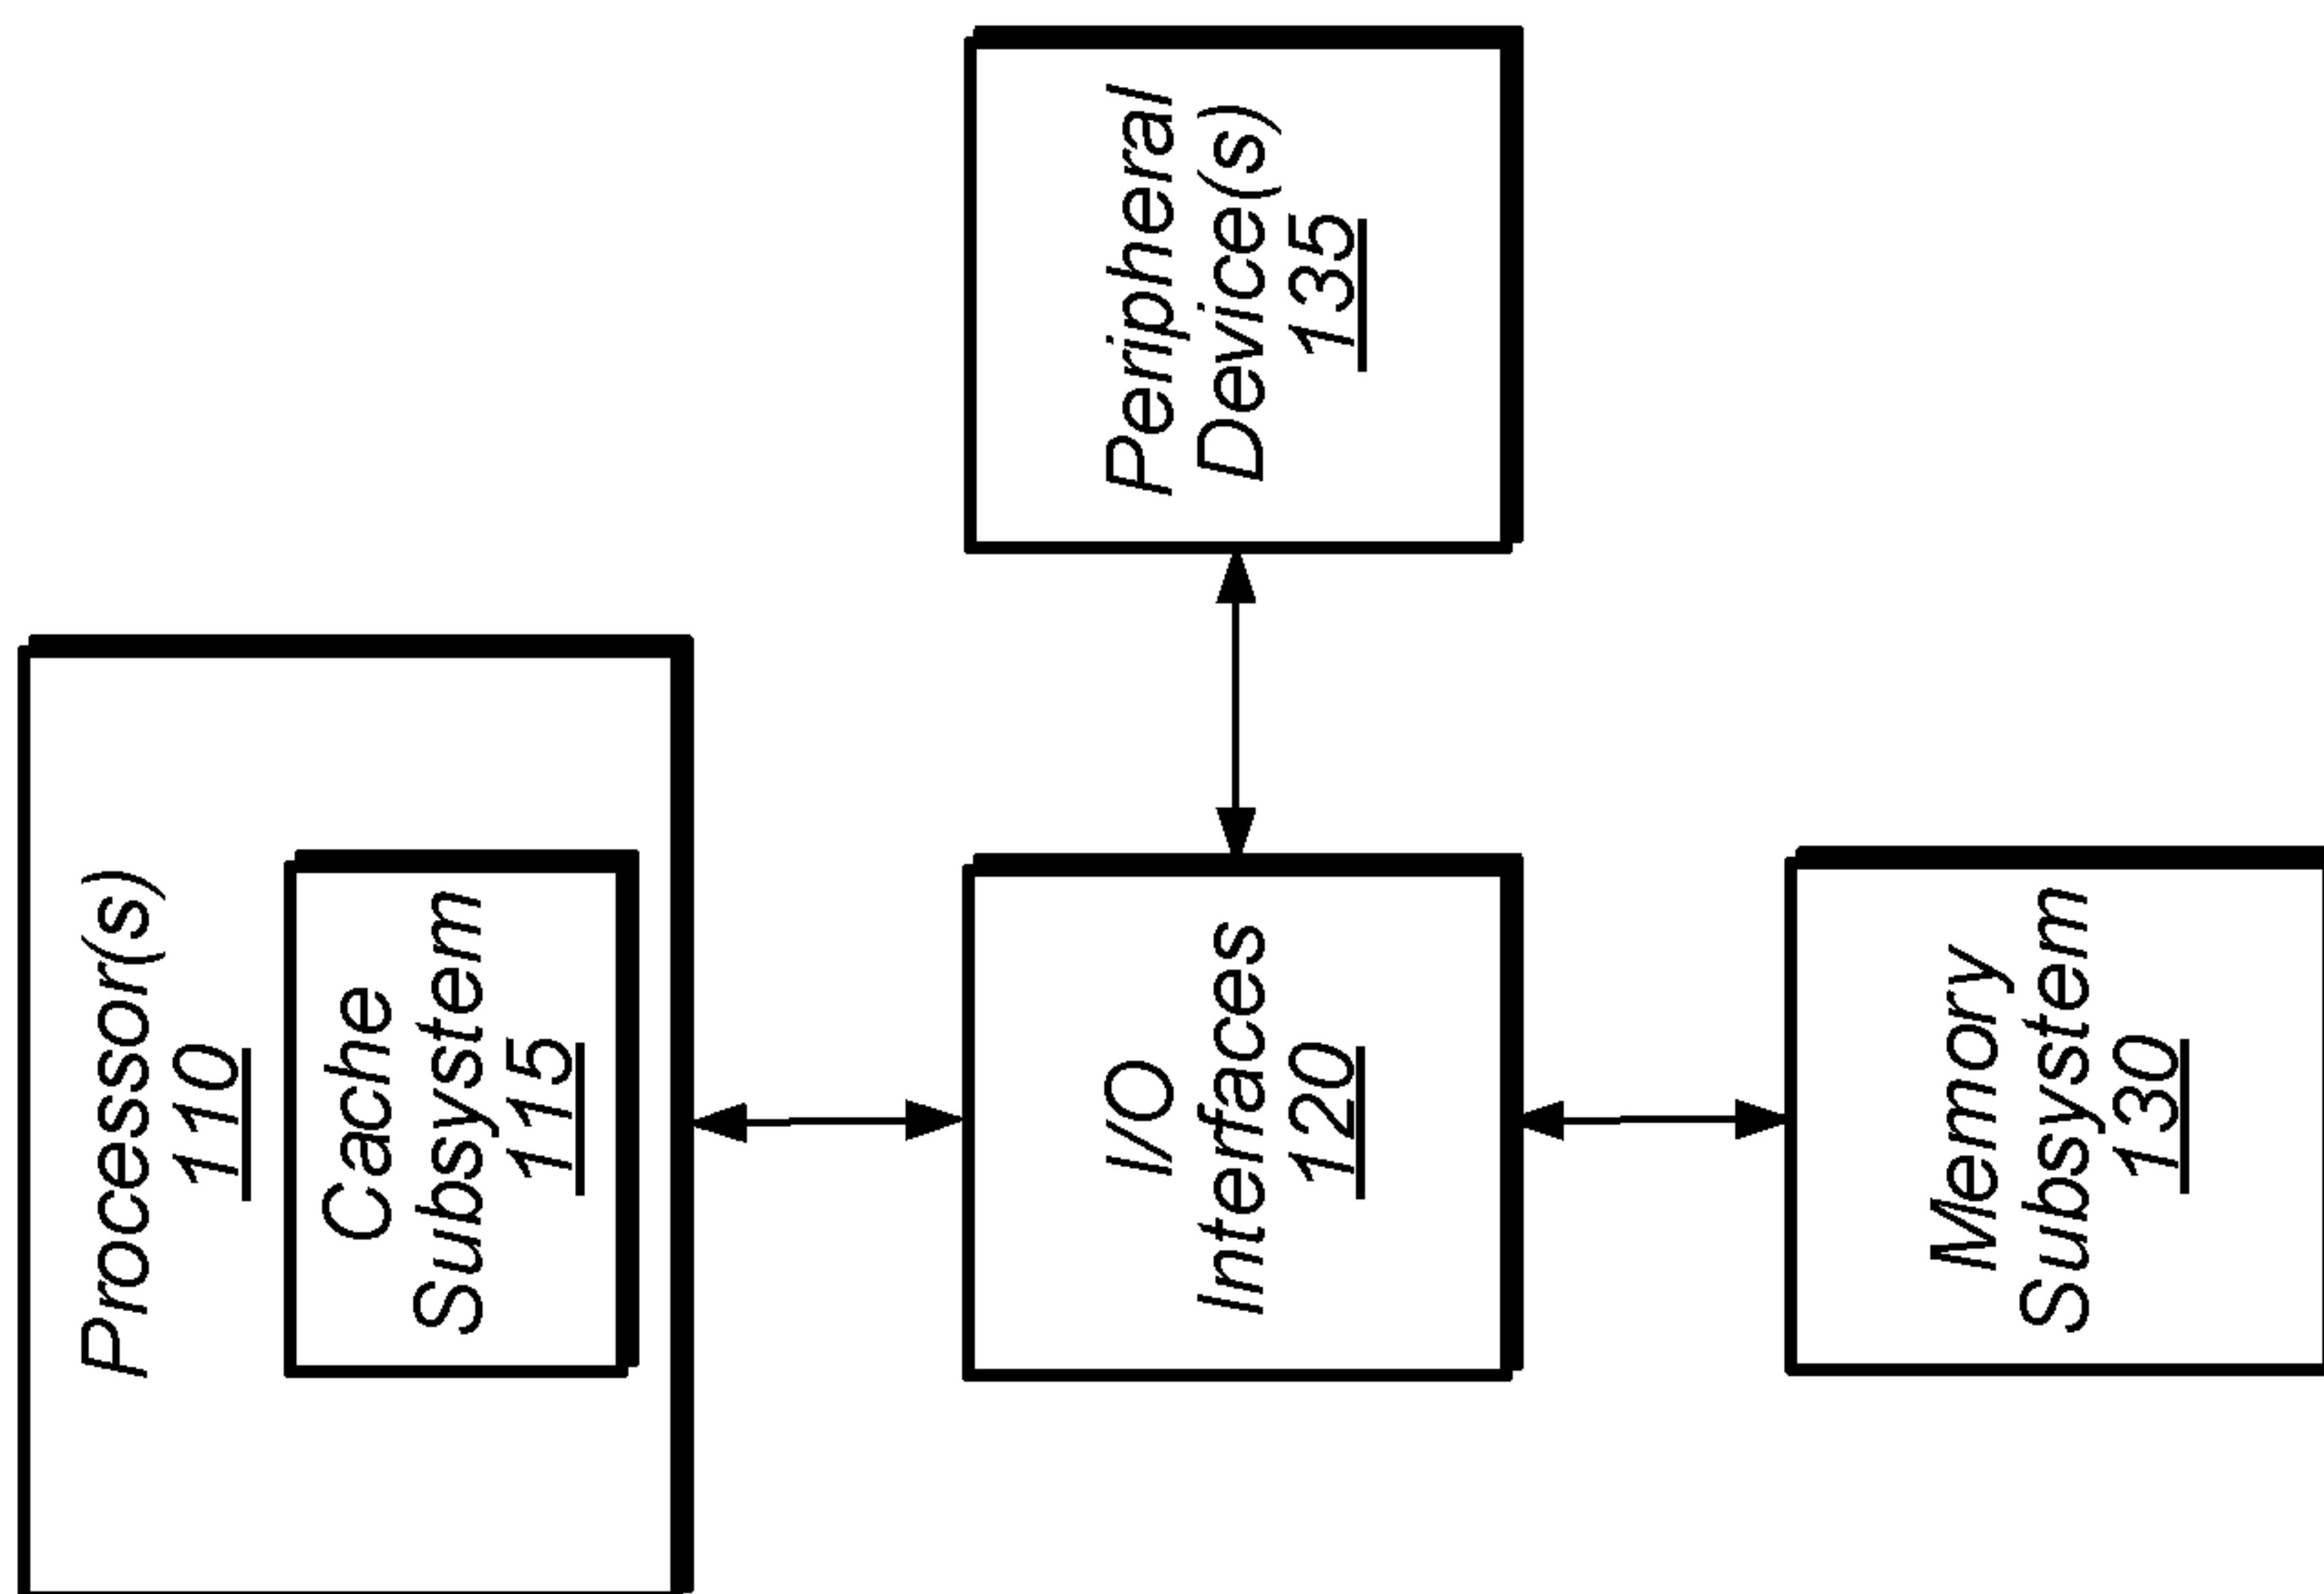 Processor(s)
110
Cache
Subsystem
115
I/O
Interfaces
120
Peripheral
Device(s)
135
Memory
Subsystem
130